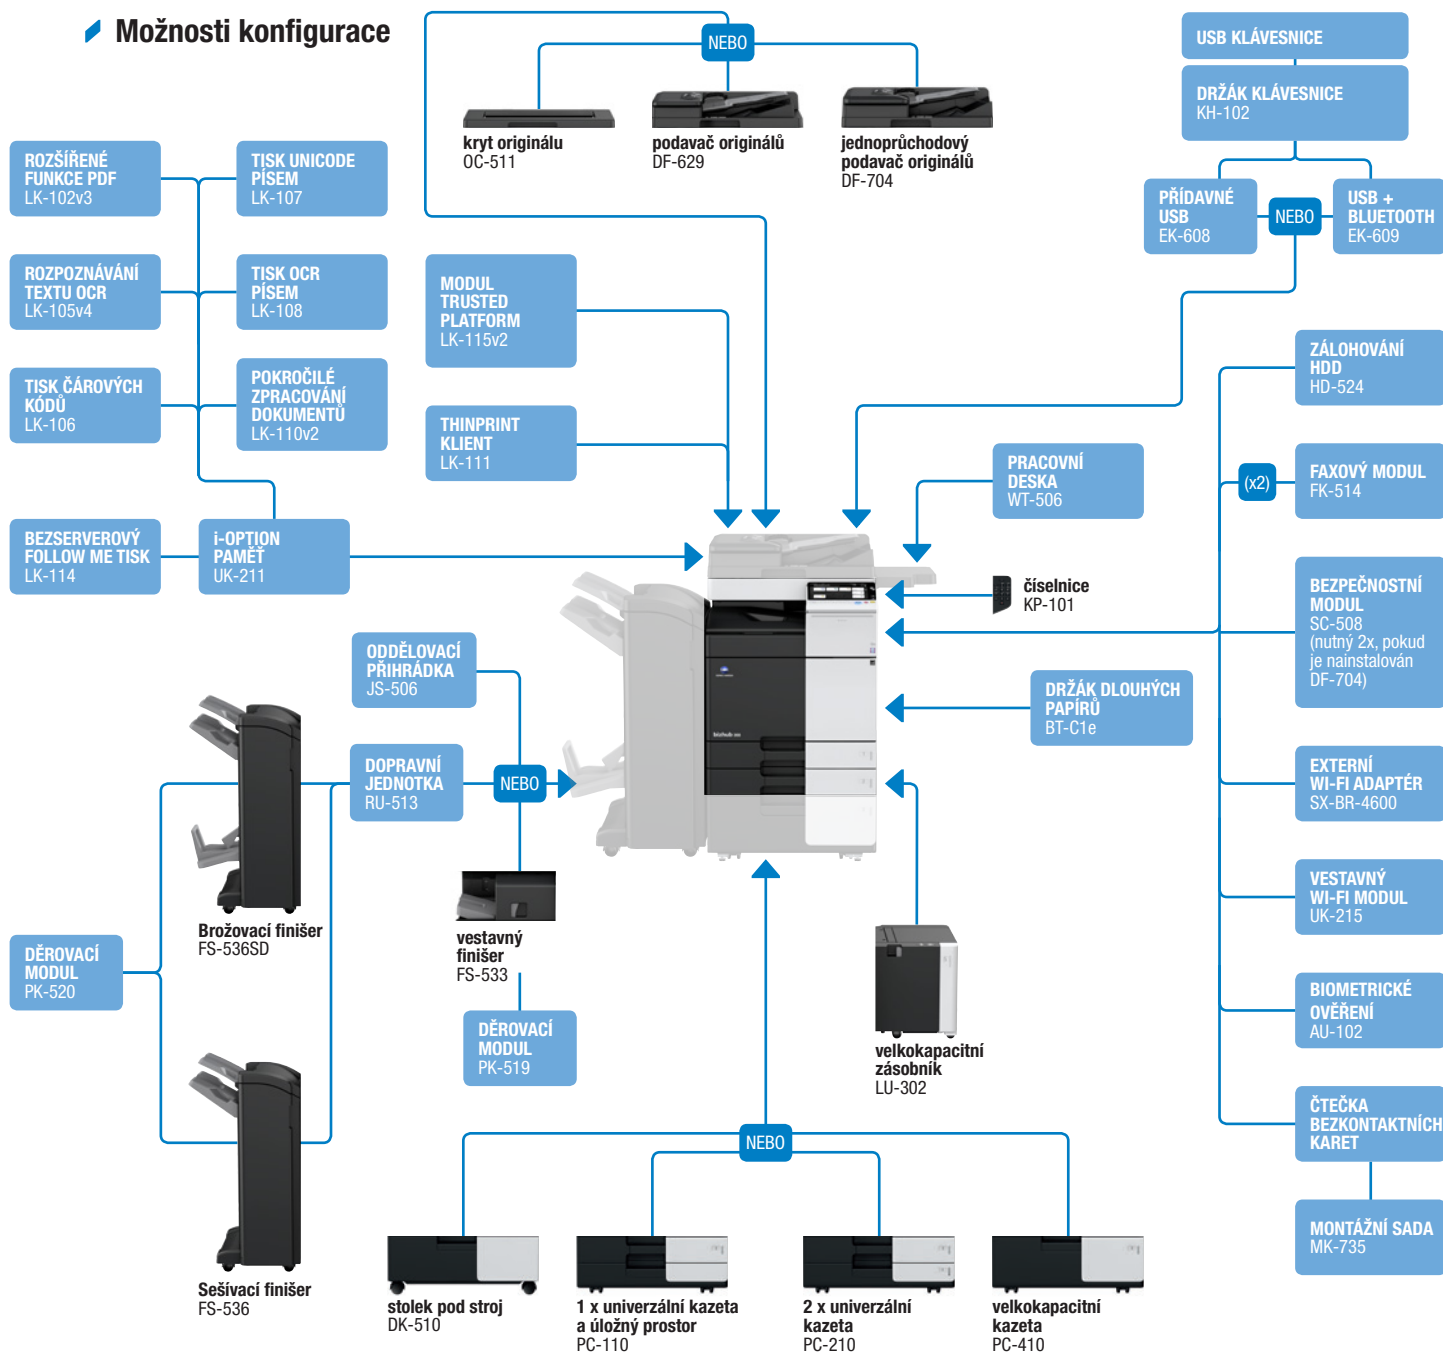 Možnosti konfigurace
NEBO
kryt originálu
OC-511
podavač originálů
DF-629
jednoprůchodový
podavač originálů
DF-704
USB KLÁVESNICE
DRŽÁK KLÁVESNICE
KH-102
PŘÍDAVNÉ
USB
EK-608
NEBO
USB +
BLUETOOTH
EK-609
ROZŠÍŘENÉ
FUNKCE PDF
LK-102v3
TISK UNICODE
PÍSEM
LK-107
ROZPOZNÁVÁNÍ
TEXTU OCR
LK-105v4
TISK OCR
PÍSEM
LK-108
TISK ČÁROVÝCH
KÓDŮ
LK-106
POKROČILÉ
ZPRACOVÁNÍ
DOKUMENTŮ
LK-110v2
BEZSERVEROVÝ
FOLLOW ME TISK
LK-114
i-OPTION
PAMĚŤ
UK-211
MODUL
TRUSTED
PLATFORM
LK-115v2
THINPRINT
KLIENT
LK-111
PRACOVNÍ
DESKA
WT-506
číselnice
KP-101
DRŽÁK DLOUHÝCH
PAPÍRŮ
BT-C1e
ZÁLOHOVÁNÍ
HDD
HD-524
(x2)
FAXOVÝ MODUL
FK-514
BEZPEČNOSTNÍ
MODUL
SC-508
(nutný 2x, pokud
je nainstalován
DF-704)
EXTERNÍ
WI-FI ADAPTÉR
SX-BR-4600
VESTAVNÝ
WI-FI MODUL
UK-215
BIOMETRICKÉ
OVĚŘENÍ
AU-102
ČTEČKA
BEZKONTAKTNÍCH
KARET
MONTÁŽNÍ SADA
MK-735
ODDĚLOVACÍ
PŘIHRÁDKA
JS-506
DOPRAVNÍ
JEDNOTKA
RU-513
NEBO
bizhub
Brožovací finišer
FS-536SD
vestavný
finišer
FS-533
DĚROVACÍ
MODUL
PK-520
DĚROVACÍ
MODUL
PK-519
velkokapacitní
zásobník
LU-302
Sešívací finišer
FS-536
NEBO
stolek pod stroj
DK-510
1 x univerzální kazeta
a úložný prostor
PC-110
2 x univerzální
kazeta
PC-210
velkokapacitní
kazeta
PC-410